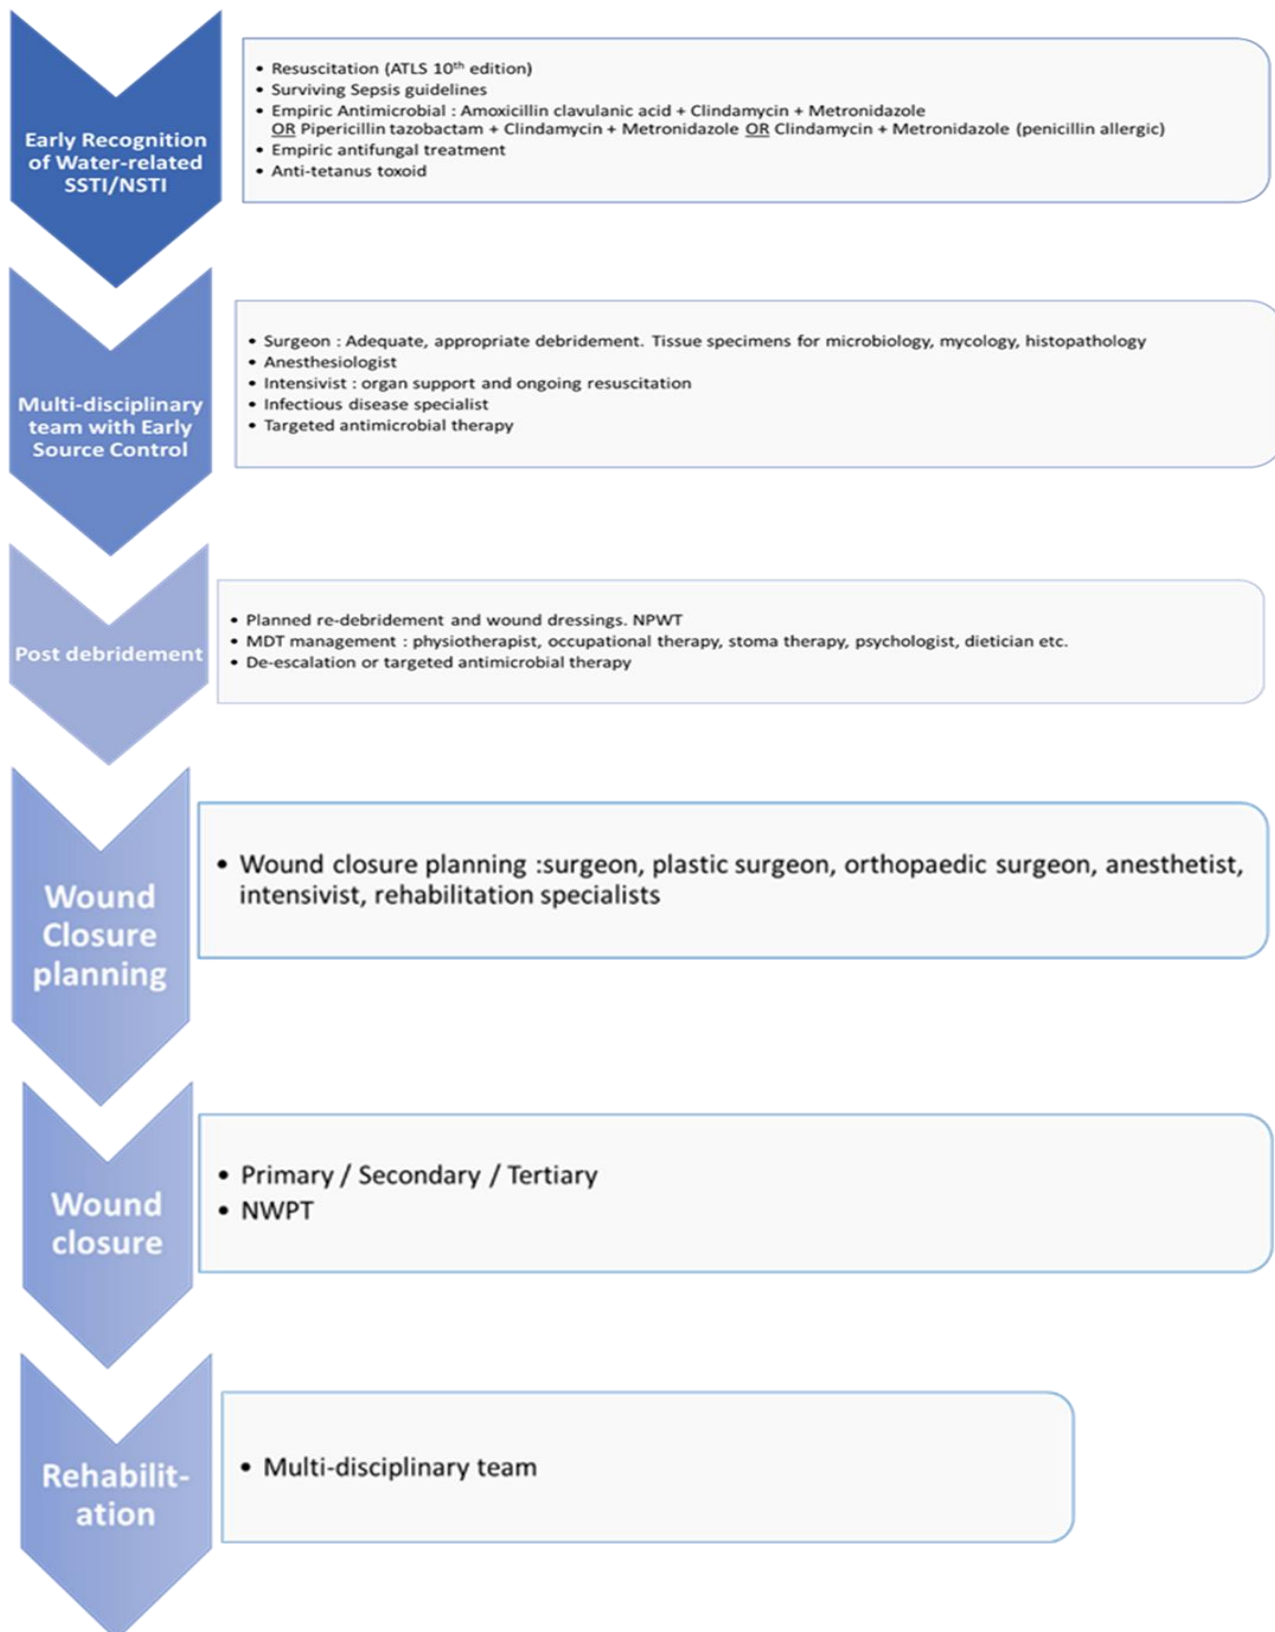 Early Recognition
of Water-related
SSTI/NSTI
• Resuscitation (ATLS 10th edition)
• Surviving Sepsis guidelines
• Empiric Antimicrobial : Amoxicillin clavulanic acid + Clindamycin + Metronidazole
OR Pipericillin tazobactam + Clindamycin + Metronidazole OR Clindamycin + Metronidazole (penicillin allergic)
• Empiric antifungal treatment
• Anti-tetanus toxoid
Multi-disciplinary
team with Early
Source Control
• Surgeon : Adequate, appropriate debridement. Tissue specimens for microbiology, mycology, histopathology
• Anesthesiologist
• Intensivist : organ support and ongoing resuscitation
• Infectious disease specialist
• Targeted antimicrobial therapy
Post debridement
• Planned re-debridement and wound dressings. NPWT
• MDT management : physiotherapist, occupational therapy, stoma therapy, psychologist, dietician etc.
• De-escalation or targeted antimicrobial therapy
Wound
Closure
planning
• Wound closure planning :surgeon, plastic surgeon, orthopaedic surgeon, anesthetist,
intensivist, rehabilitation specialists
Wound
closure
• Primary / Secondary / Tertiary
• NWPT
Rehabilit-
ation
• Multi-disciplinary team